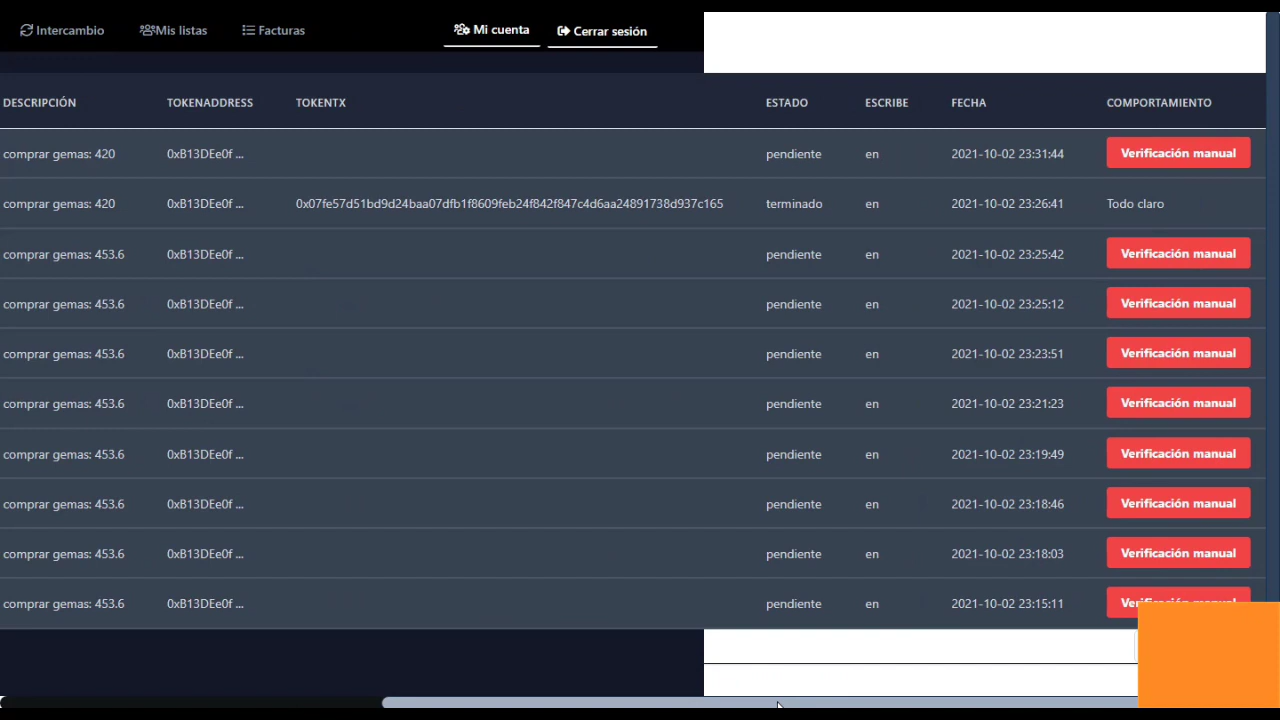 Intercambio Mis listas Facturas Mi cuenta Cerrar sesión
DESCRIPCIÓN TOKENADDRESS TOKENTX ESTADO ESCRIBE FECHA COMPORTAMIENTO
comprar gemas: 420 0xB13DEe0f ... pendiente en 2021-10-02 23:31:44 Verificación manual
comprar gemas: 420 0xB13DEe0f ... 0x07fe57d51bd9d24baa07dfb1f8609feb24f842f847c4d6aa24891738d937c165 terminado en 2021-10-02 23:26:41 Todo claro
comprar gemas: 453.6 0xB13DEe0f ... pendiente en 2021-10-02 23:25:42 Verificación manual
comprar gemas: 453.6 0xB13DEe0f ... pendiente en 2021-10-02 23:25:12 Verificación manual
comprar gemas: 453.6 0xB13DEe0f ... pendiente en 2021-10-02 23:23:51 Verificación manual
comprar gemas: 453.6 0xB13DEe0f ... pendiente en 2021-10-02 23:21:23 Verificación manual
comprar gemas: 453.6 0xB13DEe0f ... pendiente en 2021-10-02 23:19:49 Verificación manual
comprar gemas: 453.6 0xB13DEe0f ... pendiente en 2021-10-02 23:18:46 Verificación manual
comprar gemas: 453.6 0xB13DEe0f ... pendiente en 2021-10-02 23:18:03 Verificación manual
comprar gemas: 453.6 0xB13DEe0f ... pendiente en 2021-10-02 23:15:11 Verificación manual